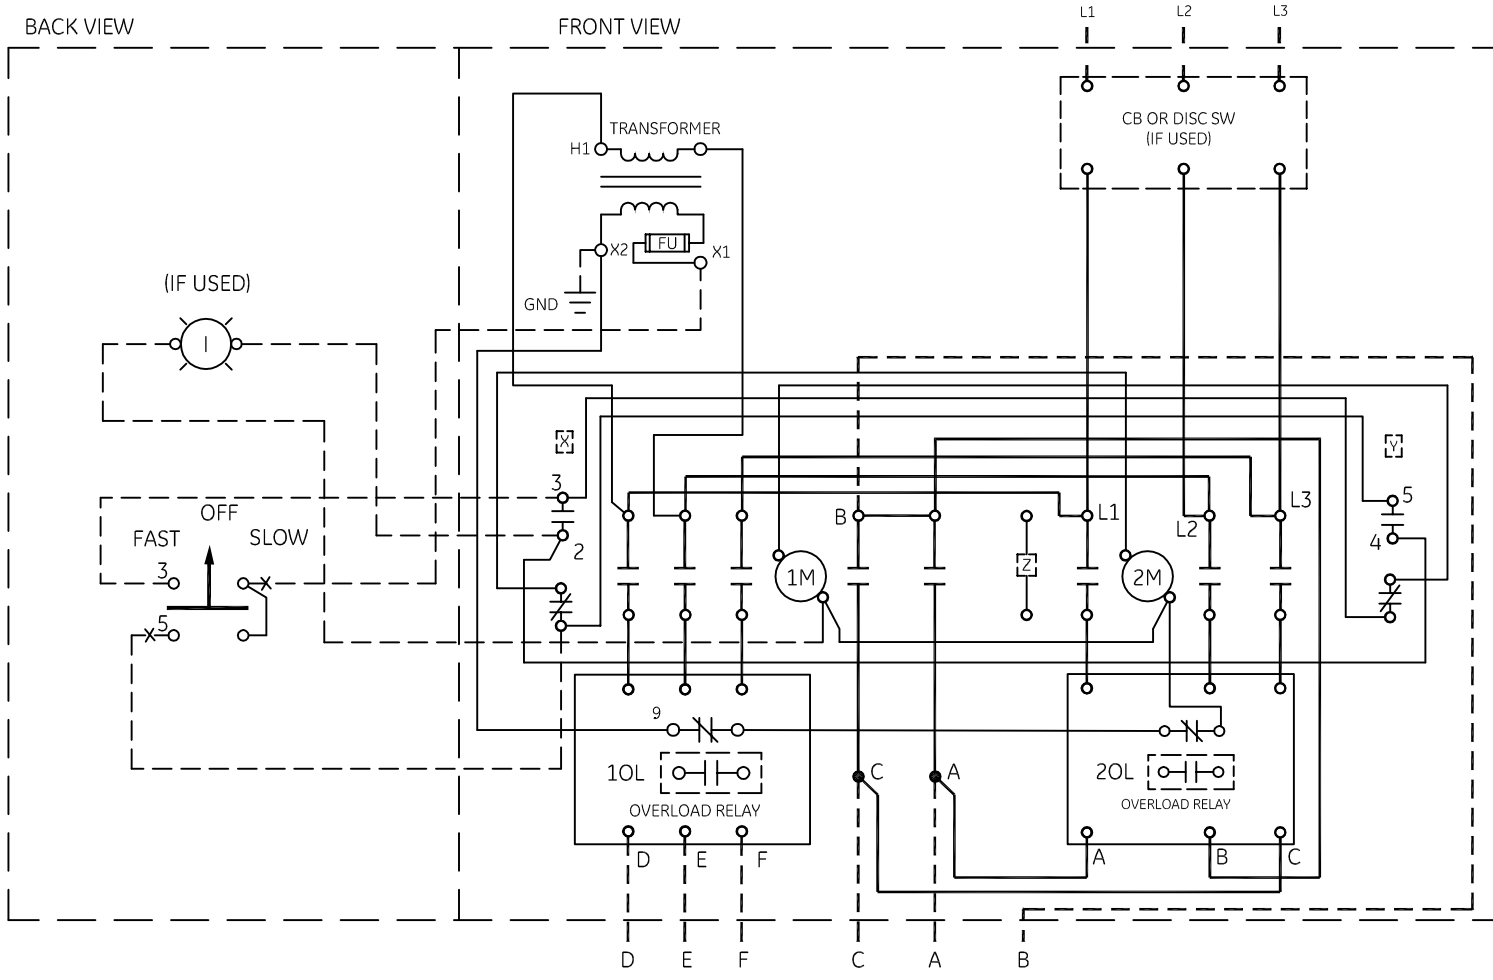 L1 L2 L3
BACK VIEW FRONT VIEW
CB OR DISC SW
(IF USED)
TRANSFORMER
H1
FU
X2 X1
GND
(IF USED)
I
X
Y
3
5
OFF
B L1 L2 L3
FAST SLOW
2
4
3
1M Z 2M
5
9
1OL C A 2OL
OVERLOAD RELAY
OVERLOAD RELAY
D E F A B C
D E F C A B